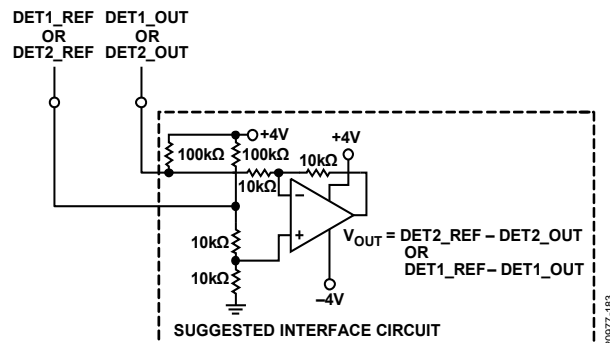 DET1_REF DET1_OUT
OR OR
DET2_REF DET2_OUT
+4V
+4V
100kΩ 100kΩ 10kΩ
10kΩ
–
+
10kΩ
VOUT = DET2_REF – DET2_OUT
OR
DET1_REF – DET1_OUT
10kΩ
–4V
SUGGESTED INTERFACE CIRCUIT